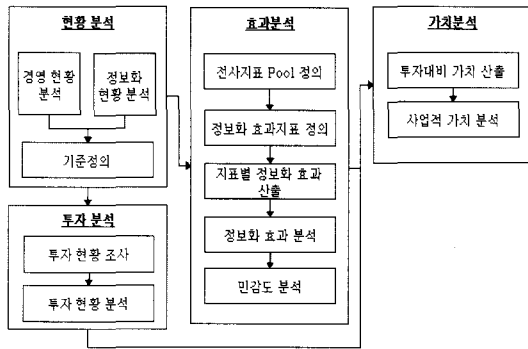 현황 분석
경영 현황
분석
정보화
현황 분석
기준정의
투자 분석
투자 현황 조사
투자 현황 분석
효과분석
전사지표 Pool 정의
정보화 효과지표 정의
지표별 정보화 효과
산출
정보화 효과 분석
민감도 분석
가치분석
투자대비 가치 산출
사업적 가치 분석